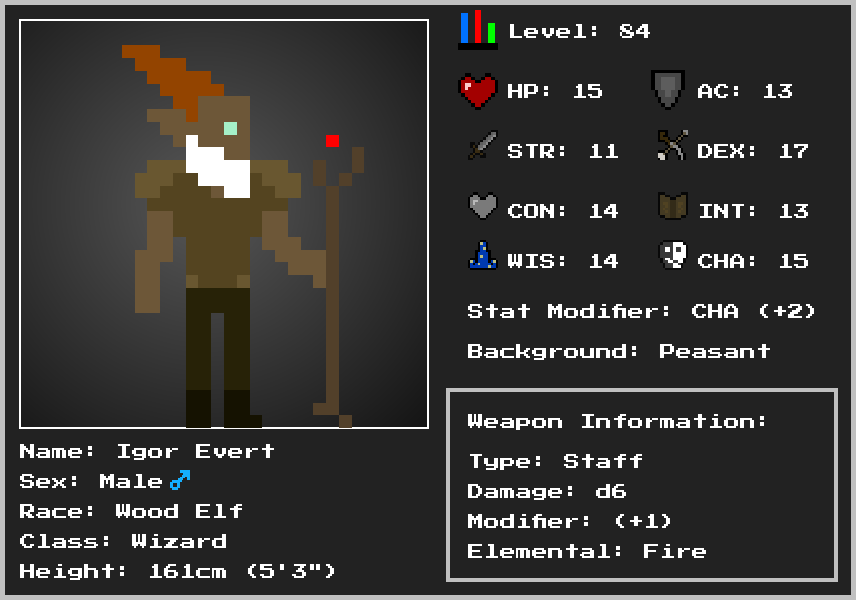 Level: 84
HP: 15
AC: 13
STR: 11
DEX: 17
CON: 14
INT: 13
WIS: 14
CHA: 15
Stat Modifier: CHA (+2)
Background: Peasant
Weapon Information:
Type: Staff
Damage: d6
Modifier: (+1)
Elemental: Fire
Name: Igor Evert
Sex: Male♂
Race: Wood Elf
Class: Wizard
Height: 161cm (5'3")